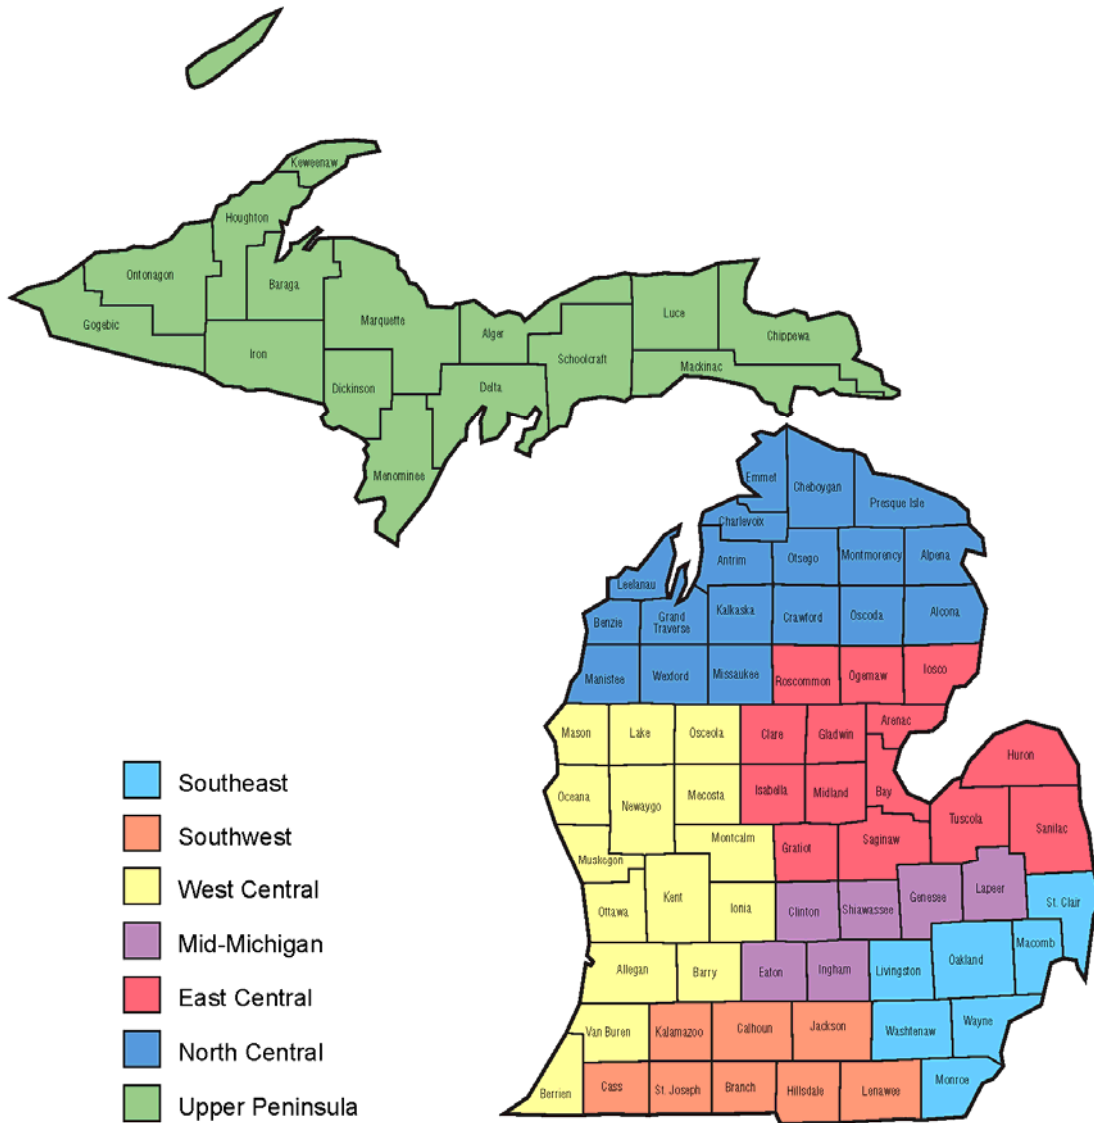 Keweenaw
Houghton
Ontonagon
Baraga
Gogebic
Marquette
Iron
Alger
Luce
Chippewa
Schoolcraft
Mackinac
Dickinson
Delta
Menominee
Emmet
Cheboygan
Presque Isle
Charlevoix
Antrim
Otsego
Montmorency
Alpena
Leelanau
Benzie
Grand
Traverse
Kalkaska
Crawford
Oscoda
Alcona
Manistee
Wexford
Missaukee
Roscommon
Ogemaw
Iosco
Mason
Lake
Osceola
Clare
Gladwin
Arenac
Huron
Oceana
Newaygo
Mecosta
Isabella
Midland
Bay
Tuscola
Sanilac
Muskegon
Montcalm
Gratiot
Saginaw
Ottawa
Kent
Ionia
Clinton
Shiawassee
Genesee
Lapeer
St. Clair
Allegan
Barry
Eaton
Ingham
Livingston
Oakland
Macomb
Van Buren
Kalamazoo
Calhoun
Jackson
Washtenaw
Wayne
Berrien
Cass
St. Joseph
Branch
Hillsdale
Lenawee
Monroe
Southeast
Southwest
West Central
Mid-Michigan
East Central
North Central
Upper Peninsula